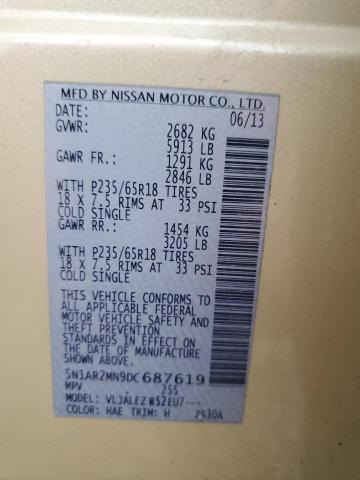 MFD BY NISSAN MOTOR CO., LTD.
DATE: 06/13
GVWR: 2682 KG
5913 LB
GAWR FR.: 1291 KG
2846 LB
WITH P235/65R18 TIRES
18 X 7.5 RIMS AT 33 PSI
COLD SINGLE
GAWR RR.: 1454 KG
3205 LB
WITH P235/65R18 TIRES
18 X 7.5 RIMS AT 33 PSI
COLD SINGLE
THIS VEHICLE CONFORMS TO
ALL APPLICABLE FEDERAL
MOTOR VEHICLE SAFETY AND
THEFT PREVENTION
STANDARDS IN EFFECT ON
THE DATE OF MANUFACTURE
SHOWN ABOVE.
5N1AR2MN9DC687619
MPV 255
MODEL: VLJALEZ R52EU7---
COLOR: HAE TRIM: H